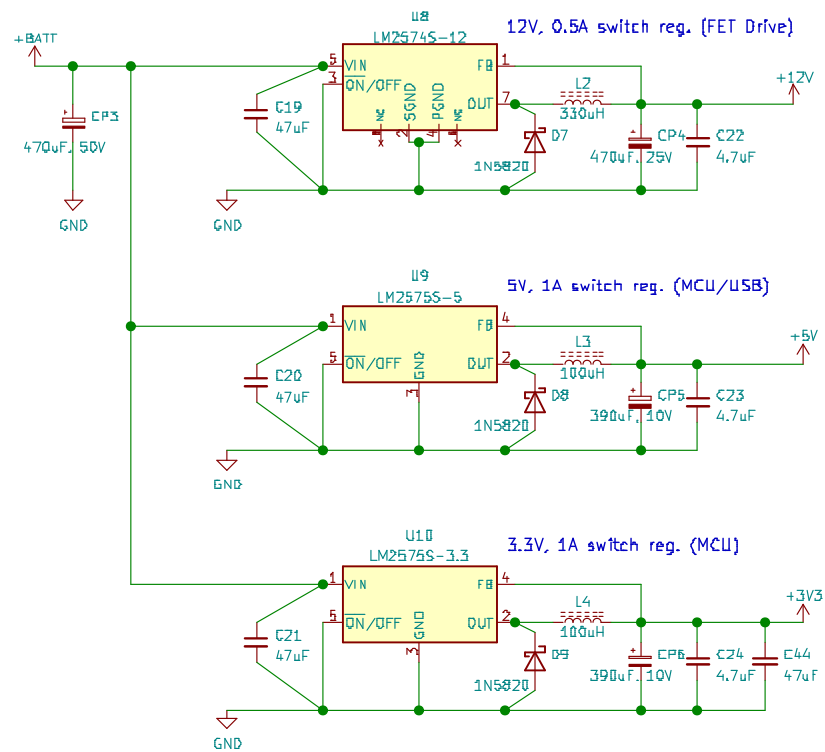 U8
12V, 0.5A switch reg. (FET Drive)
+BATT
LM2574S-12
5 VIN FB 1
3 ON/OFF
+12V
CP3
470uF, 50V
C19
47uF
NC SGND PGND NC
2 4
OUT 7
L2
330uH
D7
1N5820
CP4
470uF, 25V
C22
4.7uF
GND
GND
U9
5V, 1A switch reg. (MCU/USB)
LM2575S-5
1 VIN FB 4
+5V
5 ON/OFF GND OUT 2
3
L3
100uH
C20
47uF
D8
1N5820
CP5
390uF, 10V
C23
4.7uF
GND
U10
3.3V, 1A switch reg. (MCU)
LM2575S-3.3
1 VIN FB 4
+3V3
5 ON/OFF GND OUT 2
3
L4
100uH
C21
47uF
D9
1N5820
CP6
390uF, 10V
C24
4.7uF
C44
47uF
GND